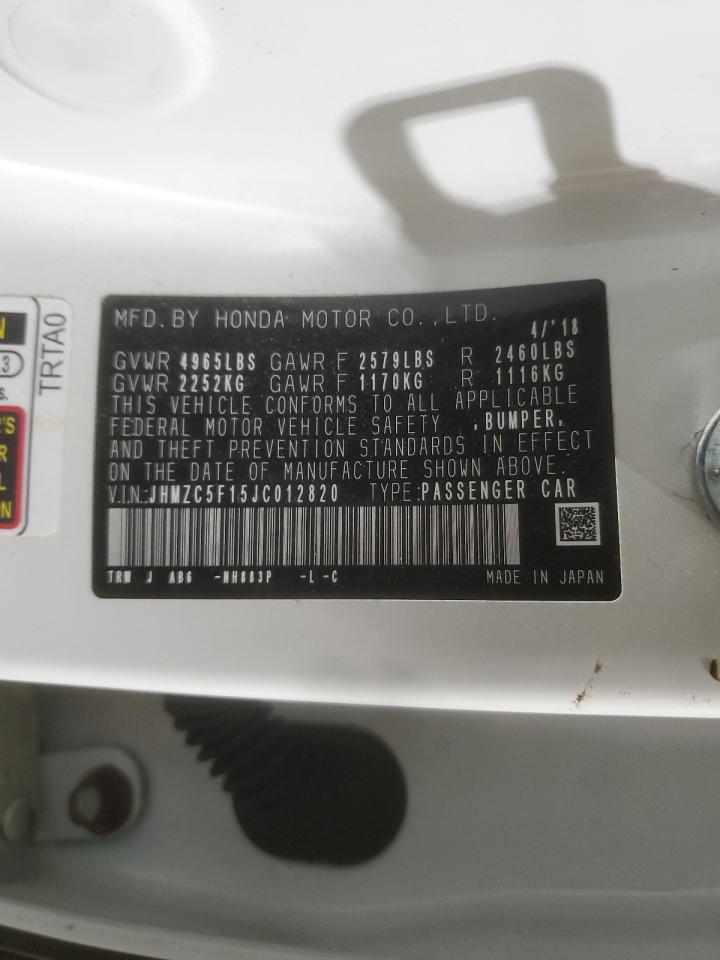 MFD. BY HONDA MOTOR CO., LTD.
4/'18
GVWR 4965LBS GAWR F 2579LBS R 2460LBS
GVWR 2252KG GAWR F 1170KG R 1116KG
THIS VEHICLE CONFORMS TO ALL APPLICABLE
FEDERAL MOTOR VEHICLE SAFETY ,BUMPER,
AND THEFT PREVENTION STANDARDS IN EFFECT
ON THE DATE OF MANUFACTURE SHOWN ABOVE.
V.I.N.:JHMZC5F15JC012820 TYPE:PASSENGER CAR
TRW J AB6 -NH883P -L -C
MADE IN JAPAN
TRTA0
N
3
S.
R'S
R
L
ON